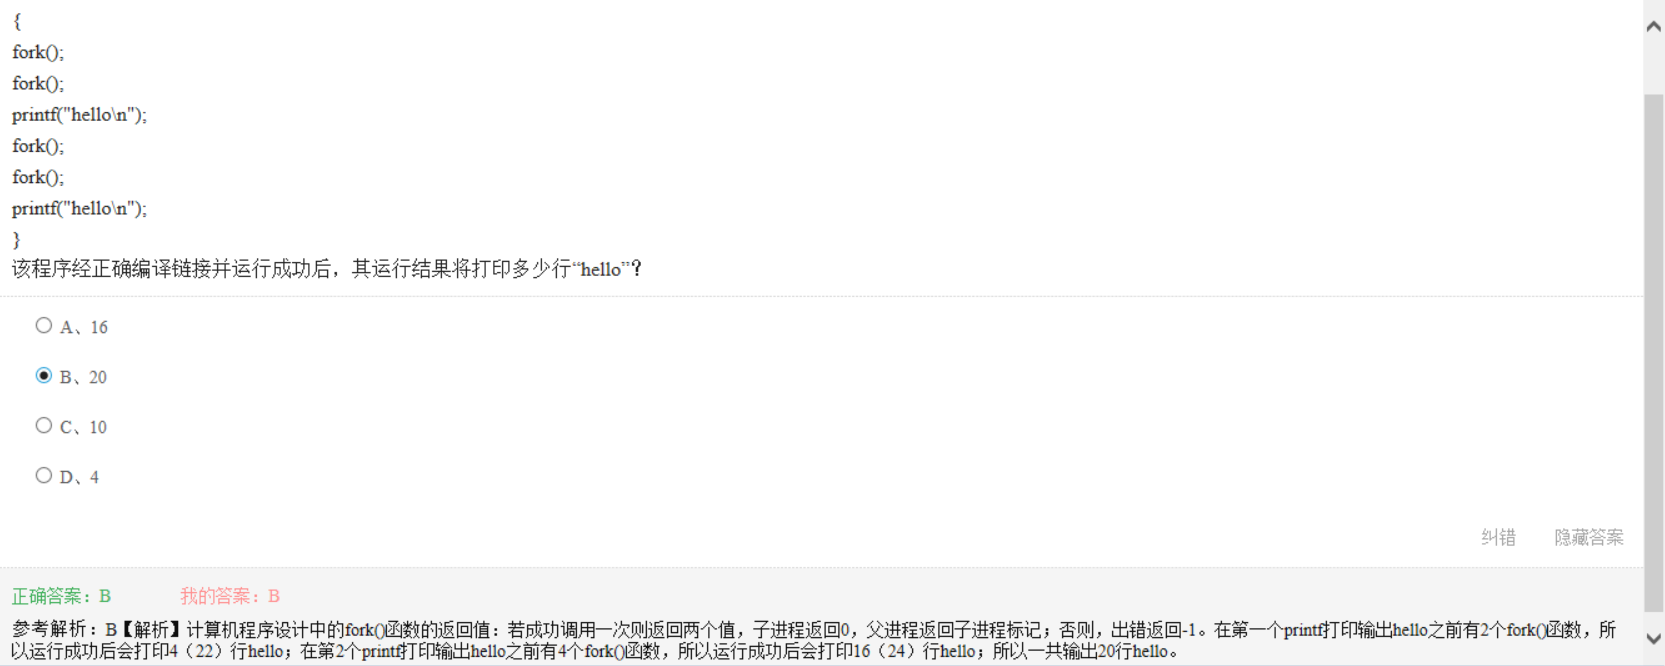 {
fork();
fork();
printf("hello\n");
fork();
fork();
printf("hello\n");
}
该程序经正确编译链接并运行成功后，其运行结果将打印多少行“hello”？
A、16
B、20
C、10
D、4
纠错 隐藏答案
正确答案：B 我的答案：B
参考解析：B【解析】计算机程序设计中的fork()函数的返回值：若成功调用一次则返回两个值，子进程返回0，父进程返回子进程标记；否则，出错返回-1。在第一个printf打印输出hello之前有2个fork()函数，所
以运行成功后会打印4（22）行hello；在第2个printf打印输出hello之前有4个fork()函数，所以运行成功后会打印16（24）行hello；所以一共输出20行hello。